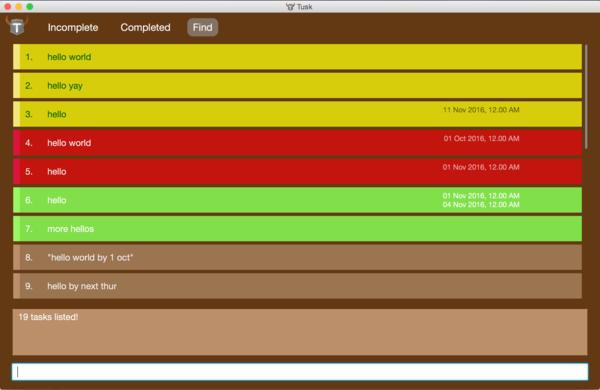 Tusk
T
Incomplete Completed Find
1. hello world
2. hello yay
3. hello 11 Nov 2016, 12.00 AM
4. hello world 01 Oct 2016, 12.00 AM
5. hello 01 Nov 2016, 12.00 AM
6. hello 01 Nov 2016, 12.00 AM
04 Nov 2016, 12.00 AM
7. more hellos
8. "hello world by 1 oct"
9. hello by next thur
19 tasks listed!